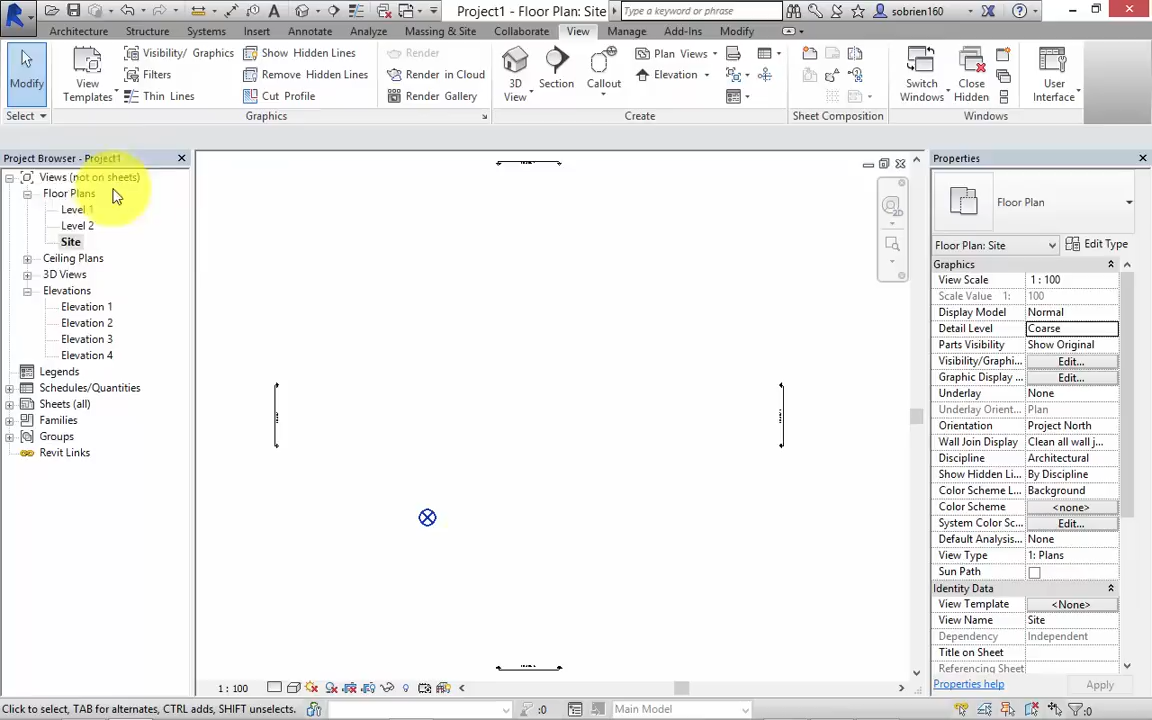 Project1 - Floor Plan: Site
Type a keyword or phrase
sobrien160
Architecture Structure Systems Insert Annotate Analyze Massing & Site Collaborate View Manage Add-Ins Modify
Modify
View
Templates
Visibility/ Graphics
Filters
Thin Lines
Show Hidden Lines
Remove Hidden Lines
Cut Profile
Render
Render in Cloud
Render Gallery
3D
View
Section
Callout
Plan Views
Elevation
Switch
Windows
Close
Hidden
User
Interface
Select
Graphics
Create
Sheet Composition
Windows
Project Browser - Project1
Views (not on sheets)
Floor Plans
Level 1
Level 2
Site
Ceiling Plans
3D Views
Elevations
Elevation 1
Elevation 2
Elevation 3
Elevation 4
Legends
Schedules/Quantities
Sheets (all)
Families
Groups
Revit Links
2D
Properties
Floor Plan
Floor Plan: Site
Edit Type
Graphics
View Scale 1 : 100
Scale Value 1: 100
Display Model Normal
Detail Level Coarse
Parts Visibility Show Original
Visibility/Graphi... Edit...
Graphic Display ... Edit...
Underlay None
Underlay Orient... Plan
Orientation Project North
Wall Join Display Clean all wall j...
Discipline Architectural
Show Hidden Li... By Discipline
Color Scheme L... Background
Color Scheme <none>
System Color Sc... Edit...
Default Analysis... None
View Type 1: Plans
Sun Path
Identity Data
View Template <None>
View Name Site
Dependency Independent
Title on Sheet
Referencing Sheet
Properties help
Apply
1 : 100
Click to select, TAB for alternates, CTRL adds, SHIFT unselects.
:0
Main Model
:0